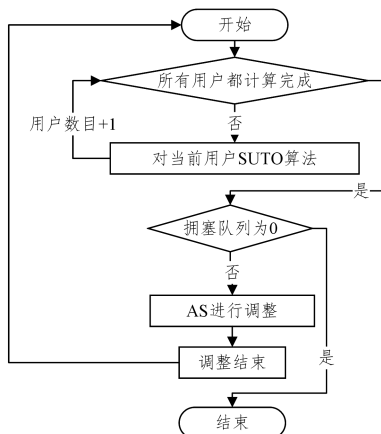 开始
所有用户都计算完成
用户数目+1
否
对当前用户SUTO算法
是
拥塞队列为0
否
AS进行调整
调整结束
是
结束